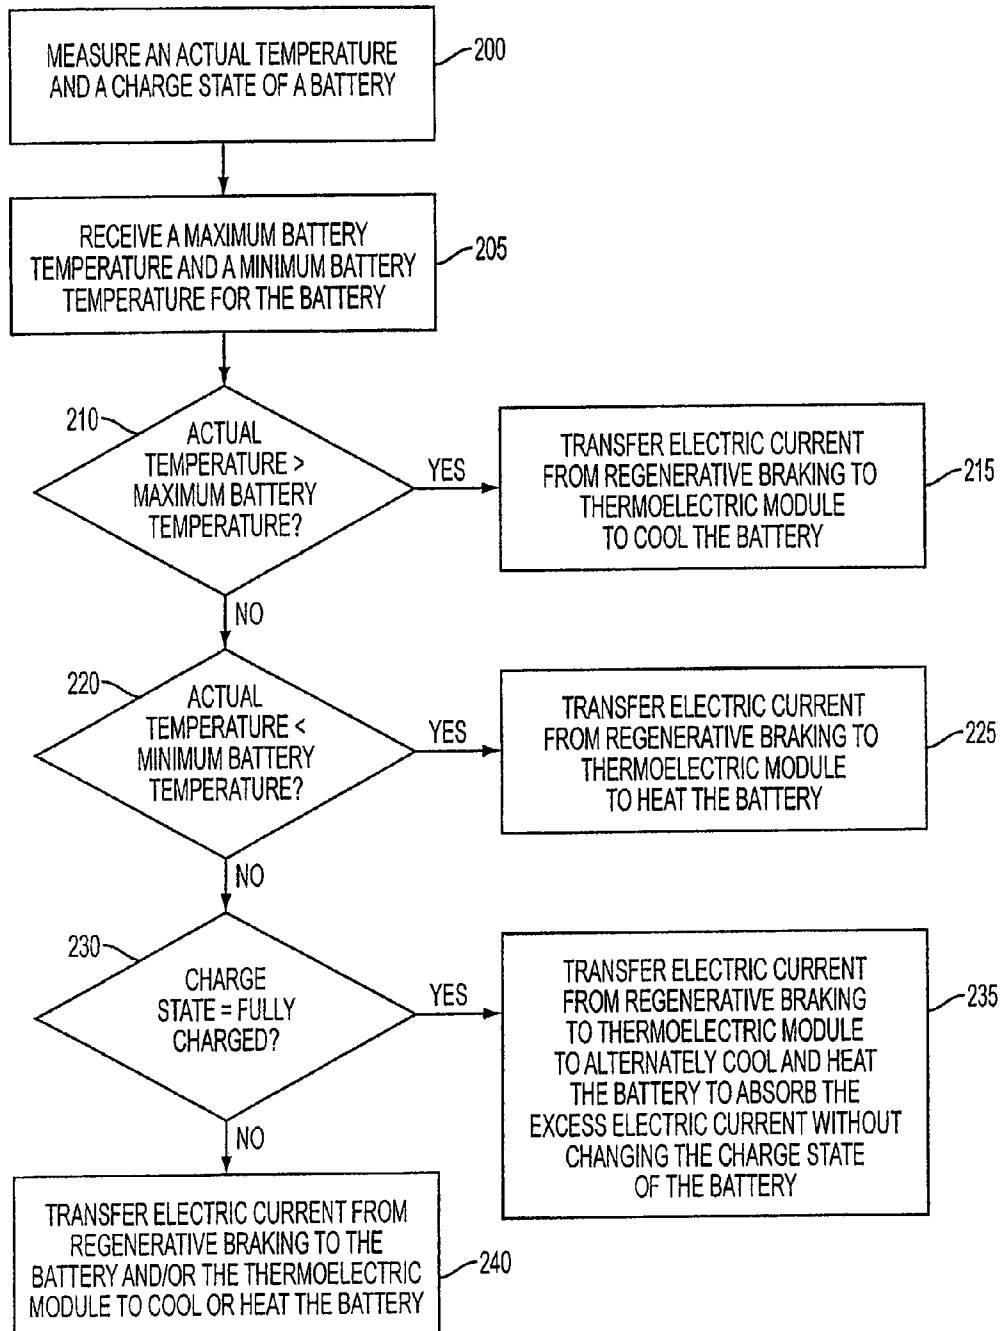 MEASURE AN ACTUAL TEMPERATURE
AND A CHARGE STATE OF A BATTERY
200
RECEIVE A MAXIMUM BATTERY
TEMPERATURE AND A MINIMUM BATTERY
TEMPERATURE FOR THE BATTERY
205
210
ACTUAL
TEMPERATURE >
MAXIMUM BATTERY
TEMPERATURE?
YES
TRANSFER ELECTRIC CURRENT
FROM REGENERATIVE BRAKING TO
THERMOELECTRIC MODULE
TO COOL THE BATTERY
215
NO
220
ACTUAL
TEMPERATURE <
MINIMUM BATTERY
TEMPERATURE?
YES
TRANSFER ELECTRIC CURRENT
FROM REGENERATIVE BRAKING TO
THERMOELECTRIC MODULE
TO HEAT THE BATTERY
225
NO
230
CHARGE
STATE = FULLY
CHARGED?
YES
TRANSFER ELECTRIC CURRENT
FROM REGENERATIVE BRAKING
TO THERMOELECTRIC MODULE
TO ALTERNATELY COOL AND HEAT
THE BATTERY TO ABSORB THE
EXCESS ELECTRIC CURRENT WITHOUT
CHANGING THE CHARGE STATE
OF THE BATTERY
235
NO
TRANSFER ELECTRIC CURRENT FROM
REGENERATIVE BRAKING TO THE
BATTERY AND/OR THE THERMOELECTRIC
MODULE TO COOL OR HEAT THE BATTERY
240